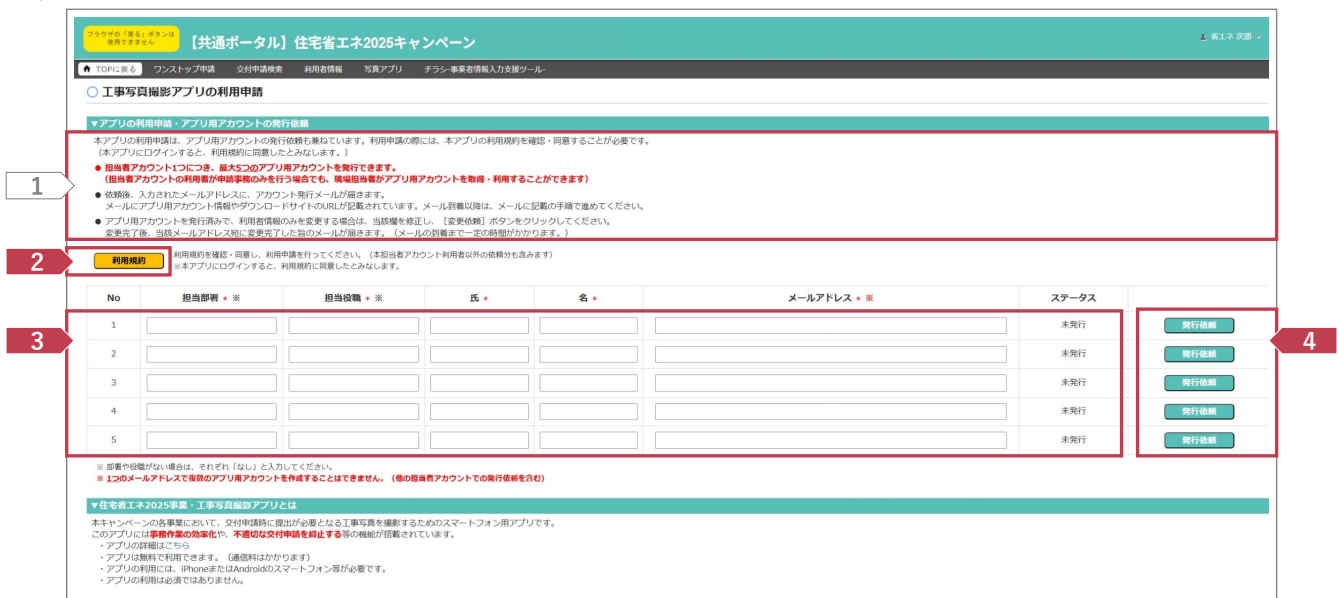 ブラウザの「戻る」ボタンは
使用できません
【共通ポータル】住宅省エネ2025キャンペーン
省エネ 次郎
TOPに戻る ワンストップ申請 交付申請検索 利用者情報 写真アプリ チラシ-事業者情報入力支援ツール-
工事写真撮影アプリの利用申請
▼アプリの利用申請・アプリ用アカウントの発行依頼
本アプリの利用申請は、アプリ用アカウントの発行依頼も兼ねています。利用申請の際には、本アプリの利用規約を確認・同意することが必要です。
（本アプリにログインすると、利用規約に同意したとみなします。）
● 担当者アカウント1つにつき、最大5つのアプリ用アカウントを発行できます。
（担当者アカウントの利用者が申請事務のみを行う場合でも、現場担当者がアプリ用アカウントを取得・利用することができます）
● 依頼後、入力されたメールアドレスに、アカウント発行メールが届きます。
メールにアプリ用アカウント情報やダウンロードサイトのURLが記載されています。メール到着以降は、メールに記載の手順で進めてください。
● アプリ用アカウントを発行済みで、利用者情報のみを変更する場合は、当該欄を修正し、［変更依頼］ボタンをクリックしてください。
変更完了後、当該メールアドレス宛に変更完了した旨のメールが届きます。（メールの到着まで一定の時間がかかります。）
1
2
利用規約
利用規約を確認・同意し、利用申請を行ってください。（本担当者アカウント利用者以外の依頼分も含みます）
※本アプリにログインすると、利用規約に同意したとみなします。
No 担当部署 * ※ 担当役職 * ※ 氏 * 名 * メールアドレス * ※ ステータス
1 未発行 発行依頼
3
4
2 未発行 発行依頼
3 未発行 発行依頼
4 未発行 発行依頼
5 未発行 発行依頼
※ 部署や役職がない場合は、それぞれ「なし」と入力してください。
※ 1つのメールアドレスで複数のアプリ用アカウントを作成することはできません。（他の担当者アカウントでの発行依頼を含む）
▼住宅省エネ2025事業・工事写真撮影アプリとは
本キャンペーンの各事業において、交付申請時に提出が必要となる工事写真を撮影するためのスマートフォン用アプリです。
このアプリには事務作業の効率化や、不適切な交付申請を抑止する等の機能が搭載されています。
・アプリの詳細はこちら
・アプリは無料で利用できます。（通信料はかかります）
・アプリの利用には、iPhoneまたはAndroidのスマートフォン等が必要です。
・アプリの利用は必須ではありません。